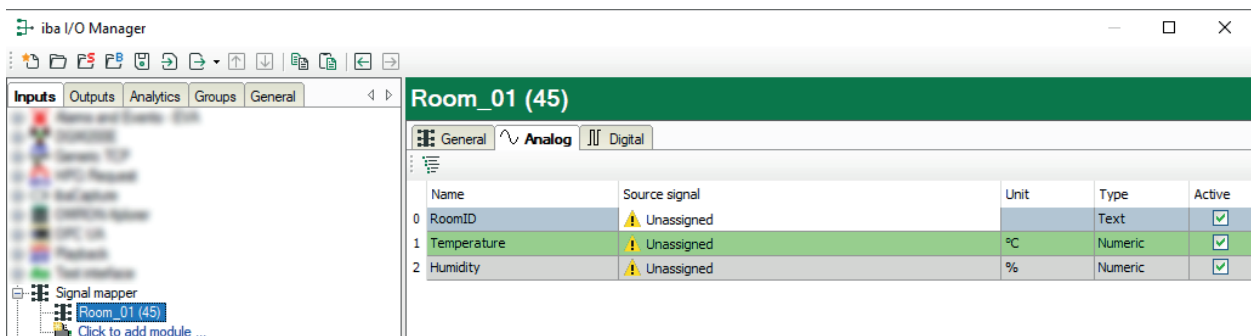 iba I/O Manager
Inputs Outputs Analytics Groups General
Room_01 (45)
General Analog Digital
Name Source signal Unit Type Active
0 RoomID Unassigned Text
1 Temperature Unassigned °C Numeric
2 Humidity Unassigned % Numeric
Signal mapper
Room_01 (45)
Click to add module ...